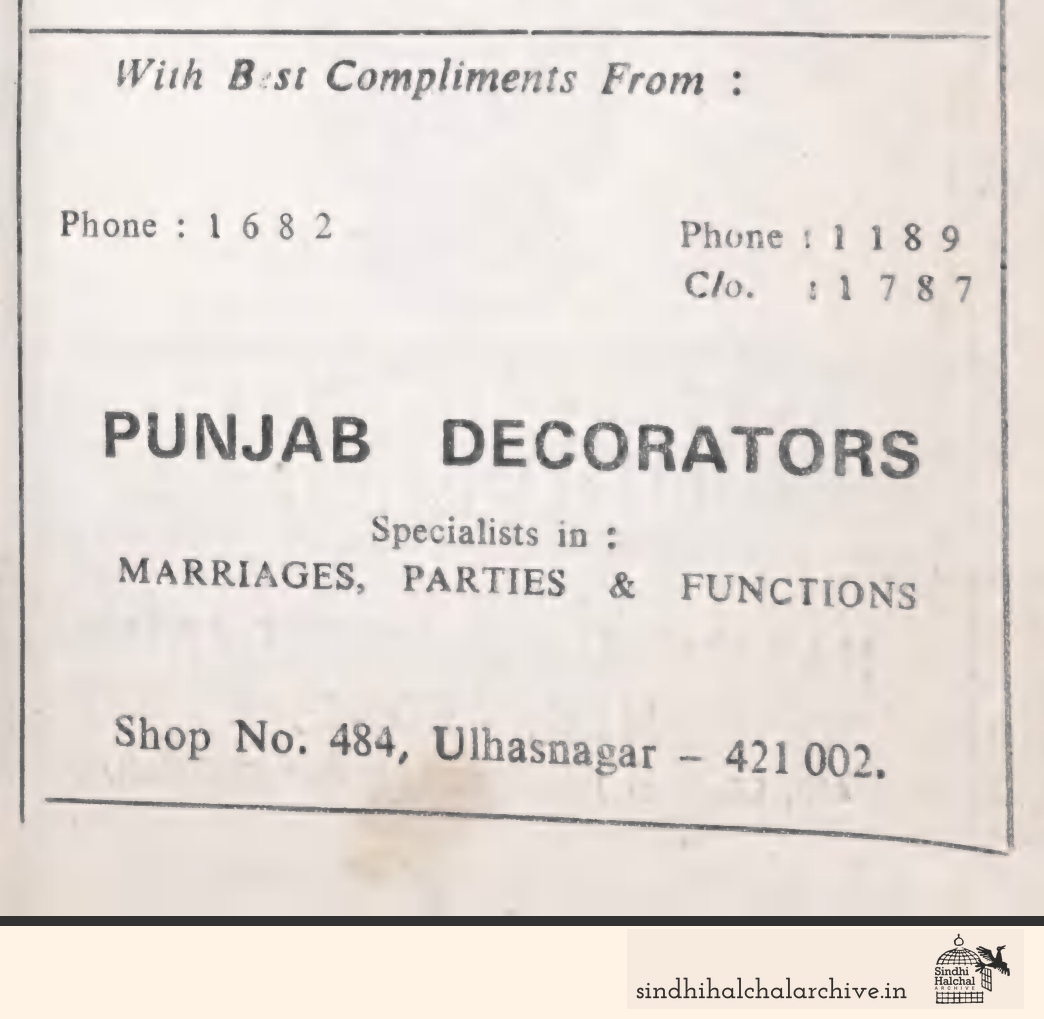 With Best Compliments From :
Phone : 1 6 8 2
Phone : 1 1 8 9
C/o. : 1 7 8 7
PUNJAB DECORATORS
Specialists in :
MARRIAGES, PARTIES & FUNCTIONS
Shop No. 484, Ulhasnagar – 421 002.
sindhihalchalarchive.in
Sindhi
Halchal
ARCHIVE